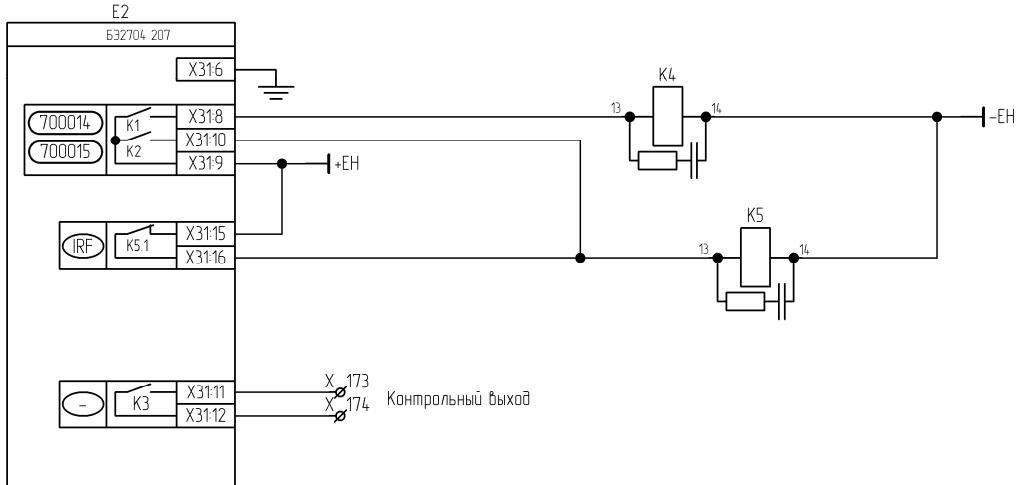 E2
БЭ2704 207
X31:6
700014
700015
K1
K2
X31:8
X31:10
X31:9
+EH
13
K4
14
-EH
IRF
K5.1
X31:15
X31:16
13
K5
14
-
K3
X31:11
X31:12
X 173
X 174
Контрольный выход